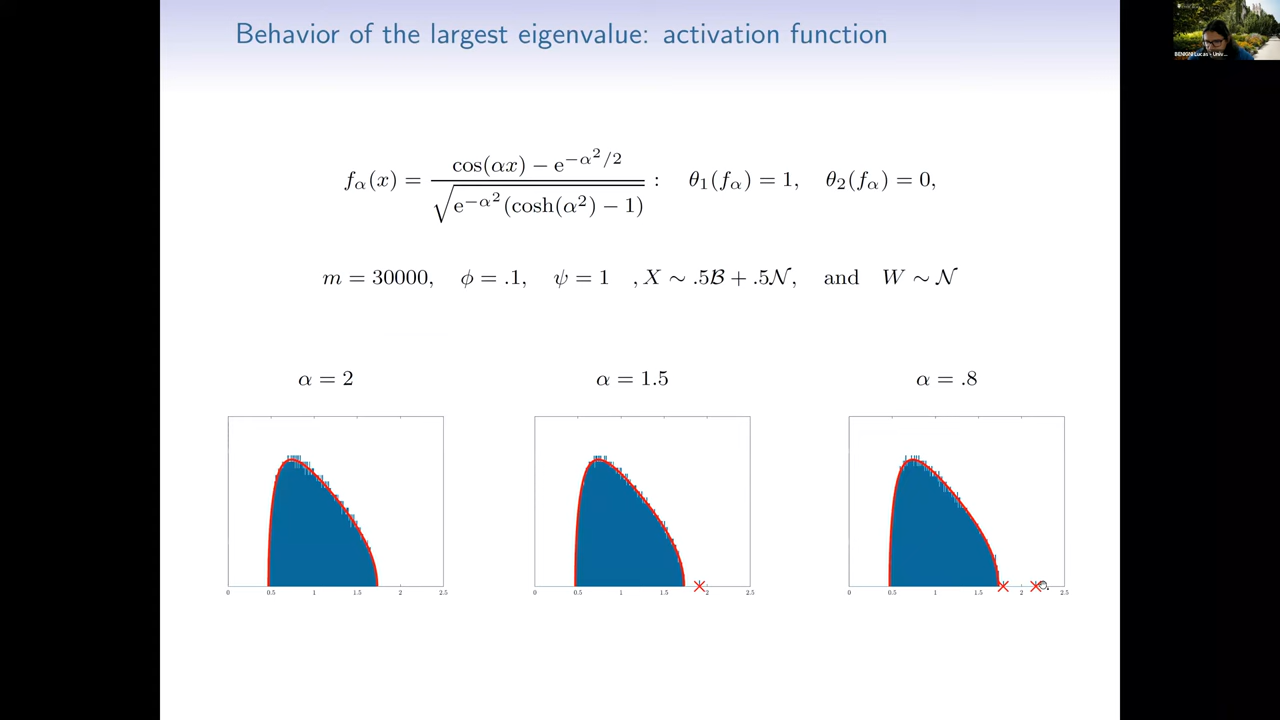 Behavior of the largest eigenvalue: activation function
BENIGNI Lucas - Univ...
f_α(x) = (cos(αx) − e^{−α²/2}) / √(e^{−α²}(cosh(α²) − 1)) : θ₁(f_α) = 1, θ₂(f_α) = 0,
m = 30000, ϕ = .1, ψ = 1 , X ∼ .5ℬ + .5𝒩, and W ∼ 𝒩
α = 2 α = 1.5 α = .8
0 0.5 1 1.5 2 2.5 0 0.5 1 1.5 2 2.5 0 0.5 1 1.5 2 2.5